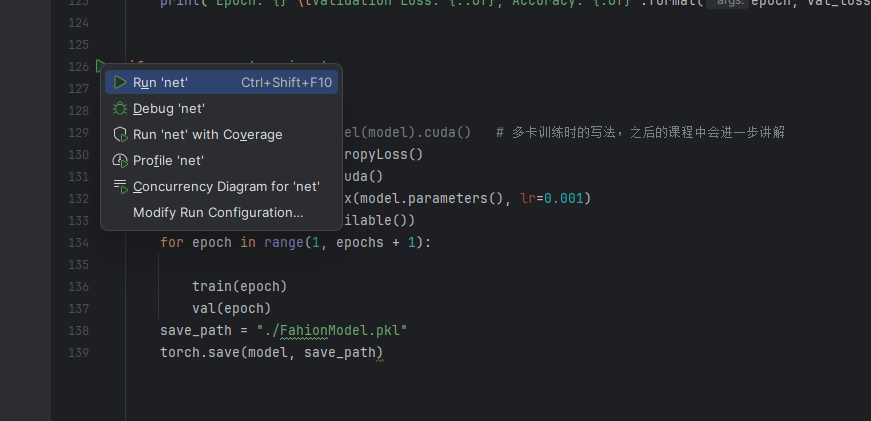 123 print( Epoch: {} \tValidation Loss: {:.6f}, Accuracy: {:.6f} .format( args: epoch, val_loss
124
125
126
127
128
129 el(model).cuda() # 多卡训练时的写法，之后的课程中会进一步讲解
130 ropyLoss()
131 uda()
132 x(model.parameters(), lr=0.001)
133 ilable())
134 for epoch in range(1, epochs + 1):
135
136 train(epoch)
137 val(epoch)
138 save_path = "./FahionModel.pkl"
139 torch.save(model, save_path)
Run 'net' Ctrl+Shift+F10
Debug 'net'
Run 'net' with Coverage
Profile 'net'
Concurrency Diagram for 'net'
Modify Run Configuration...